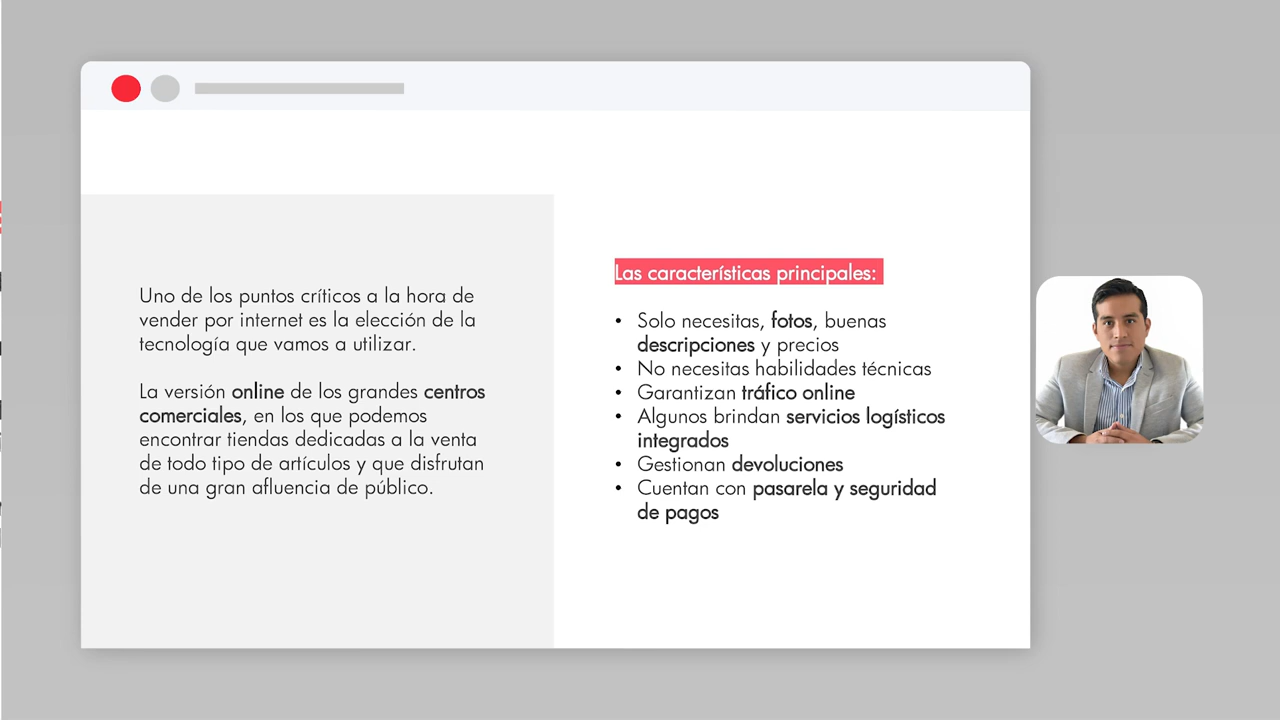 Uno de los puntos críticos a la hora de
vender por internet es la eleccion de la
tecnología que vamos a utilizar.
La versión online de los grandes centros
comerciales, en los que podemos
encontrar tiendas dedicadas a la venta
de todo tipo de artículos y que disfrutan
de una gran afluencia de público.
Las características principales:
• Solo necesitas, fotos, buenas
descripciones y precios
• No necesitas habilidades técnicas
• Garantizan tráfico online
• Algunos brindan servicios logísticos
integrados
• Gestionan devoluciones
• Cuentan con pasarela y seguridad
de pagos